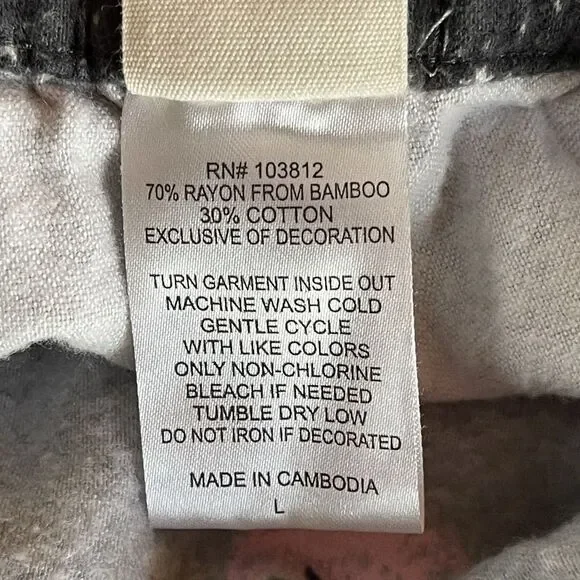 RN# 103812
70% RAYON FROM BAMBOO
30% COTTON
EXCLUSIVE OF DECORATION
TURN GARMENT INSIDE OUT
MACHINE WASH COLD
GENTLE CYCLE
WITH LIKE COLORS
ONLY NON-CHLORINE
BLEACH IF NEEDED
TUMBLE DRY LOW
DO NOT IRON IF DECORATED
MADE IN CAMBODIA
L